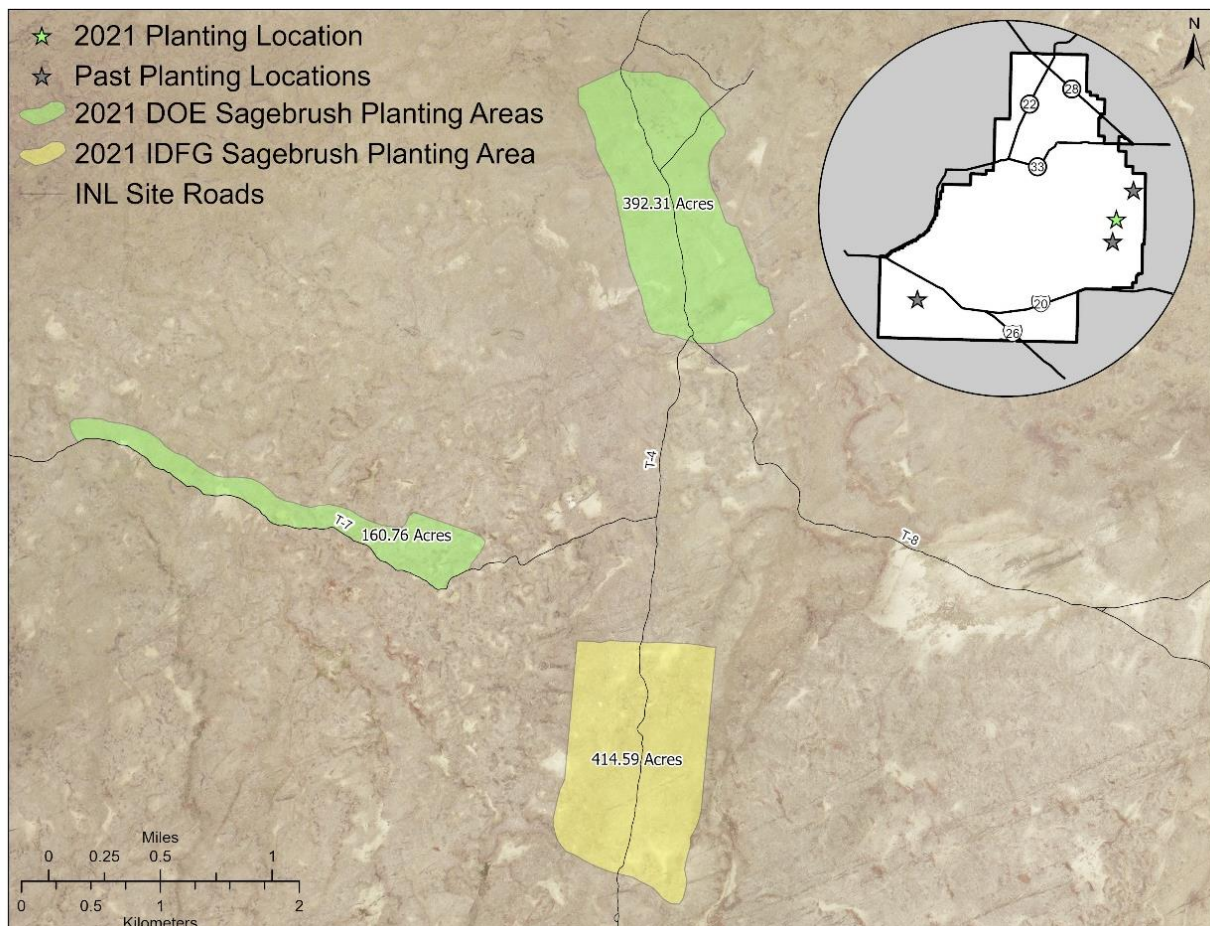 2021 Planting Location
Past Planting Locations
2021 DOE Sagebrush Planting Areas
2021 IDFG Sagebrush Planting Area
INL Site Roads
N
28
22
33
20
26
392.31 Acres
T-4
T-7
160.76 Acres
T-8
414.59 Acres
Miles
0 0.25 0.5 1
0 0.5 1 2
Kilometers